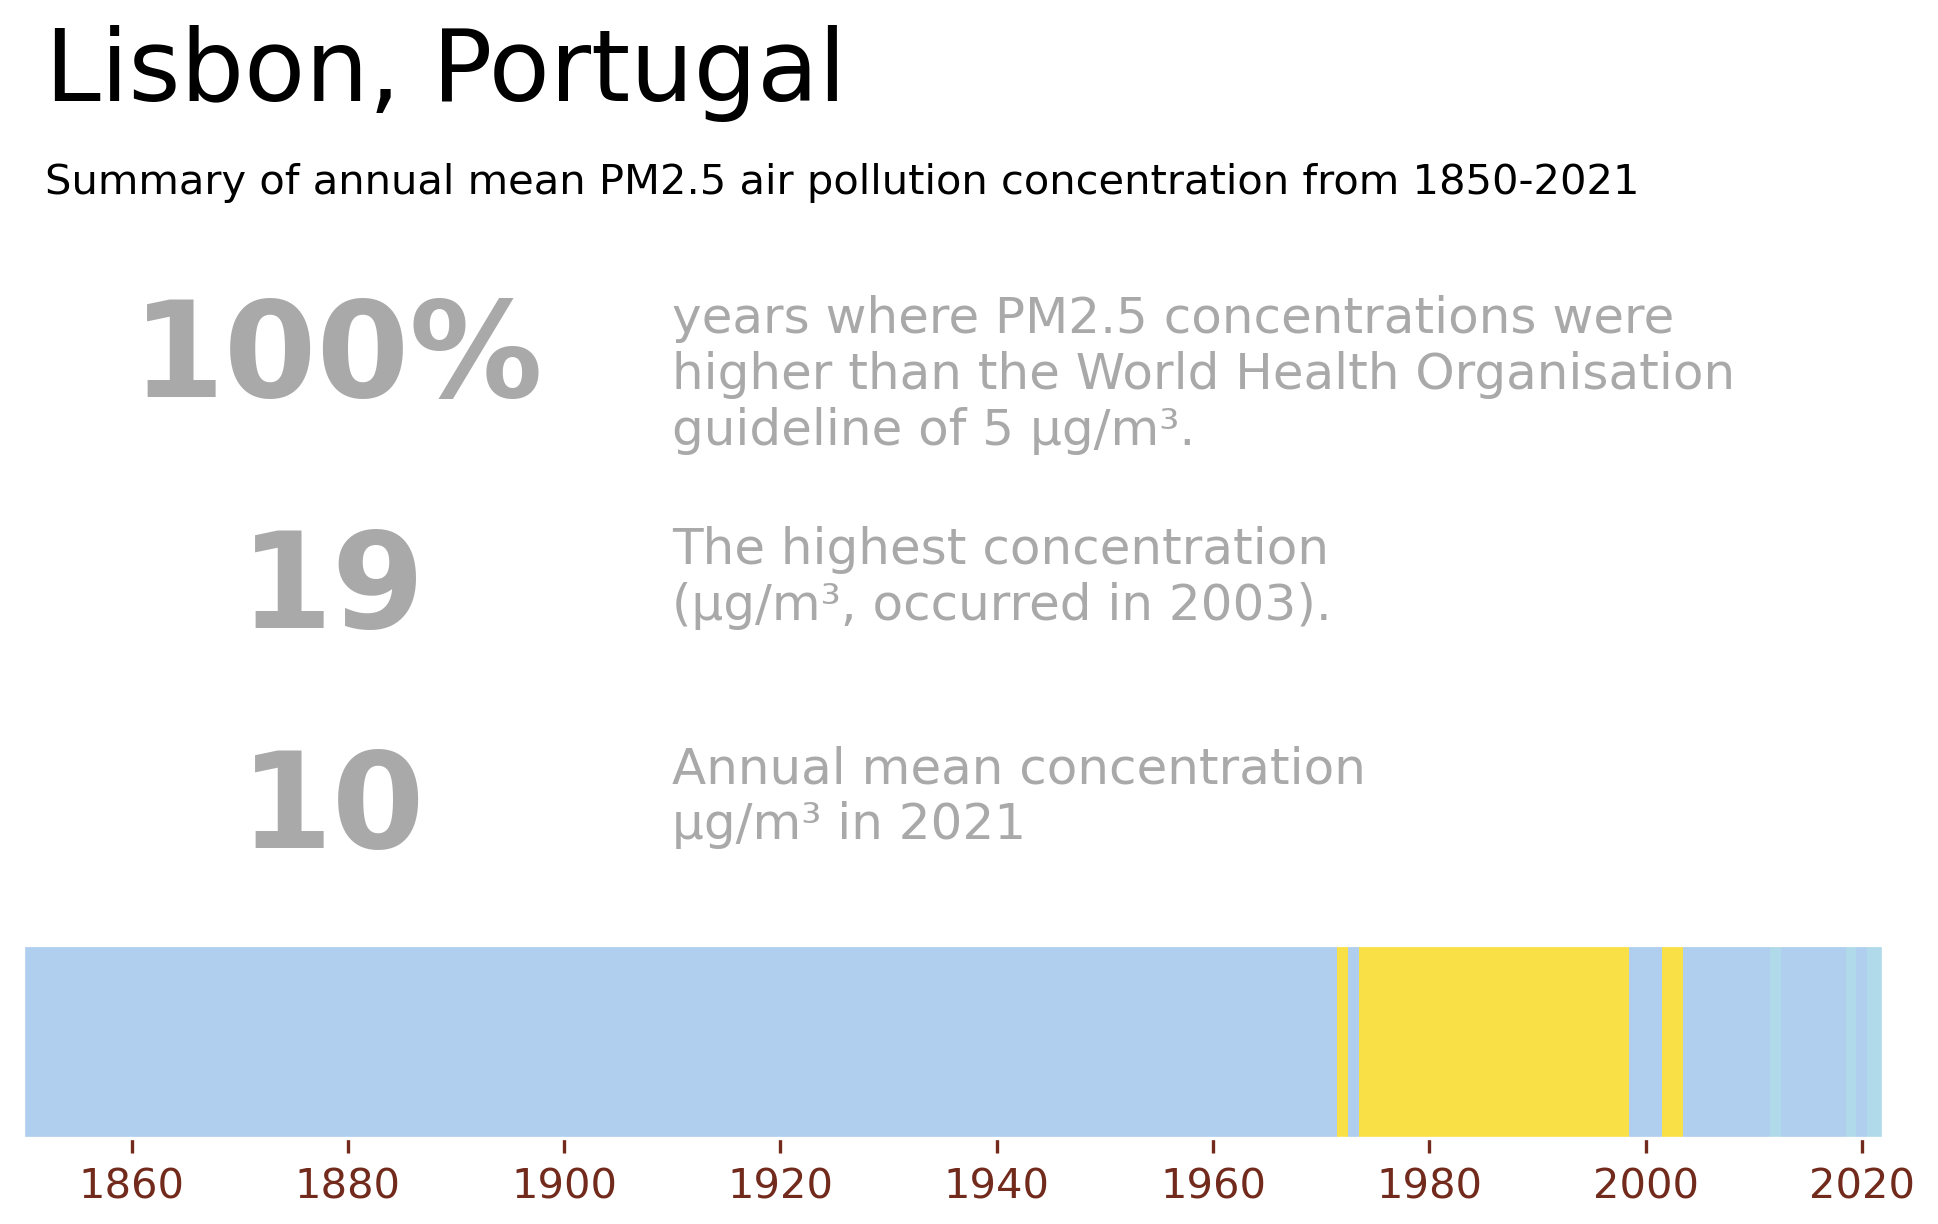 Lisbon, Portugal
Summary of annual mean PM2.5 air pollution concentration from 1850-2021
100%
years where PM2.5 concentrations were
higher than the World Health Organisation
guideline of 5 µg/m³.
19
The highest concentration
(µg/m³, occurred in 2003).
10
Annual mean concentration
µg/m³ in 2021
1860 1880 1900 1920 1940 1960 1980 2000 2020